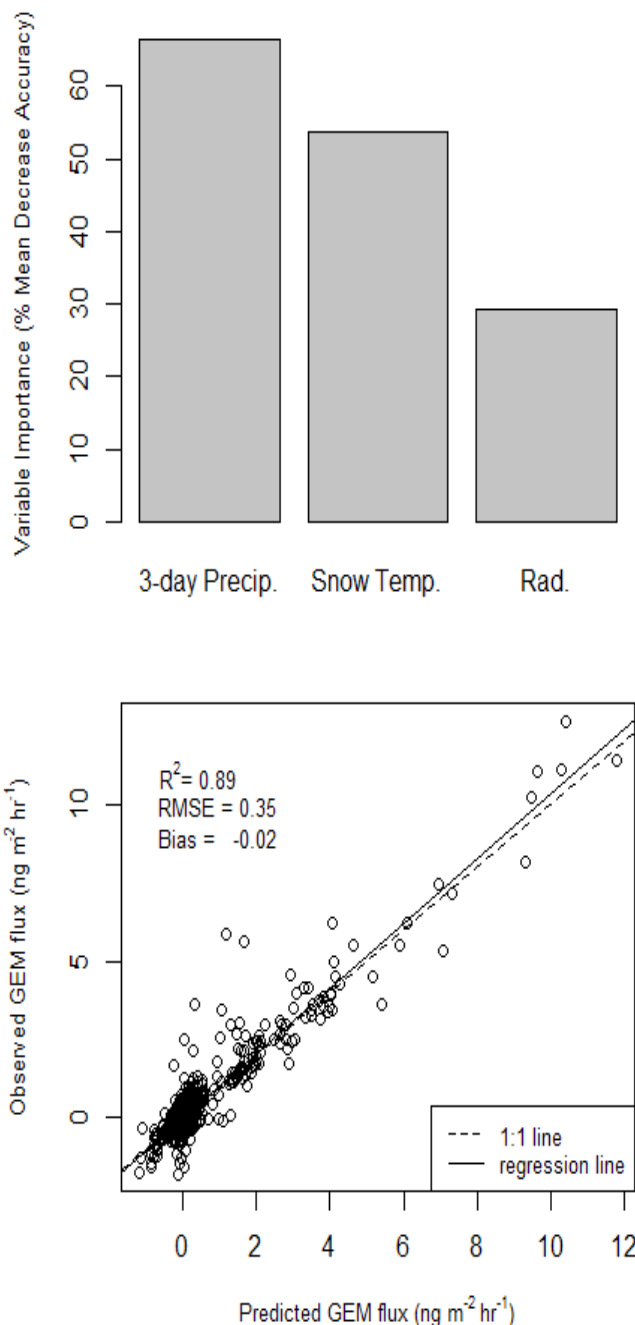 Variable Importance (% Mean Decrease Accuracy)
60
50
40
30
20
10
0
3-day Precip. Snow Temp. Rad.
Observed GEM flux (ng m⁻² hr⁻¹)
10
5
0
R²= 0.89
RMSE = 0.35
Bias = -0.02
1:1 line
regression line
0 2 4 6 8 10 12
Predicted GEM flux (ng m⁻² hr⁻¹)